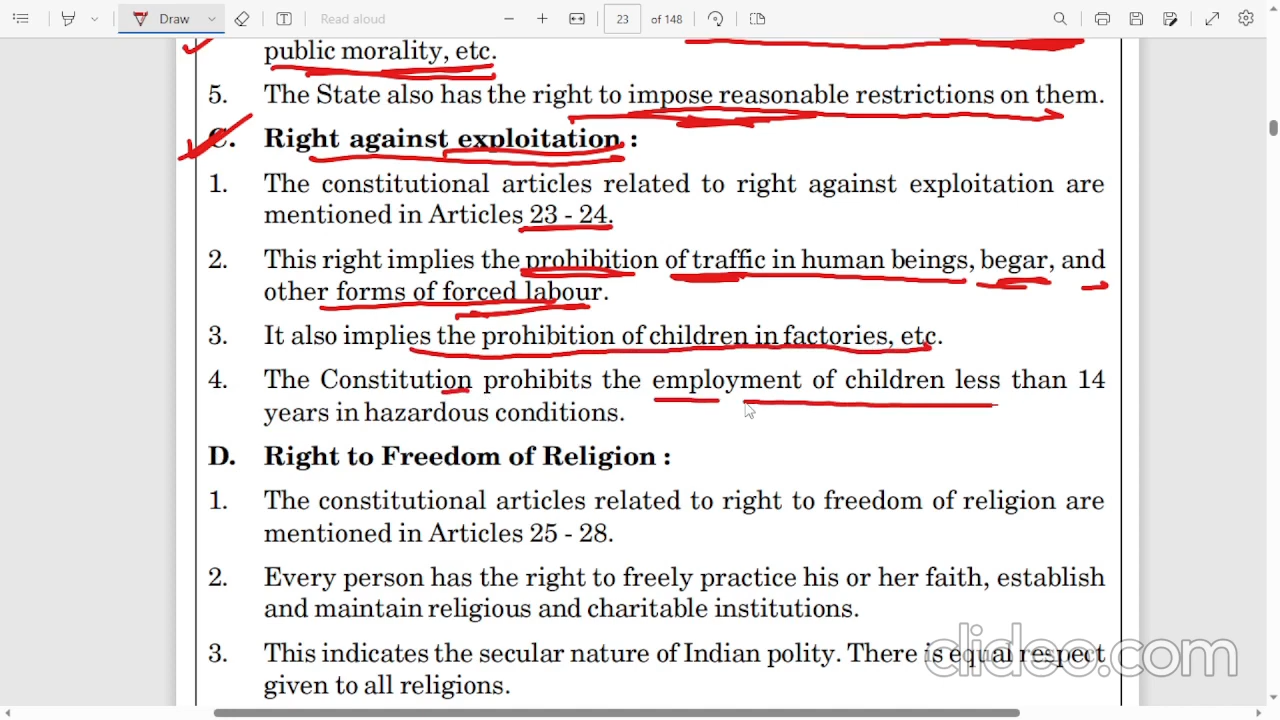 Draw
Read aloud
23 of 148
public morality, etc.
5. The State also has the right to impose reasonable restrictions on them.
C. Right against exploitation :
1. The constitutional articles related to right against exploitation are
mentioned in Articles 23 - 24.
2. This right implies the prohibition of traffic in human beings, begar, and
other forms of forced labour.
3. It also implies the prohibition of children in factories, etc.
4. The Constitution prohibits the employment of children less than 14
years in hazardous conditions.
D. Right to Freedom of Religion :
1. The constitutional articles related to right to freedom of religion are
mentioned in Articles 25 - 28.
2. Every person has the right to freely practice his or her faith, establish
and maintain religious and charitable institutions.
3. This indicates the secular nature of Indian polity. There is equal respect
given to all religions.
clideo.com